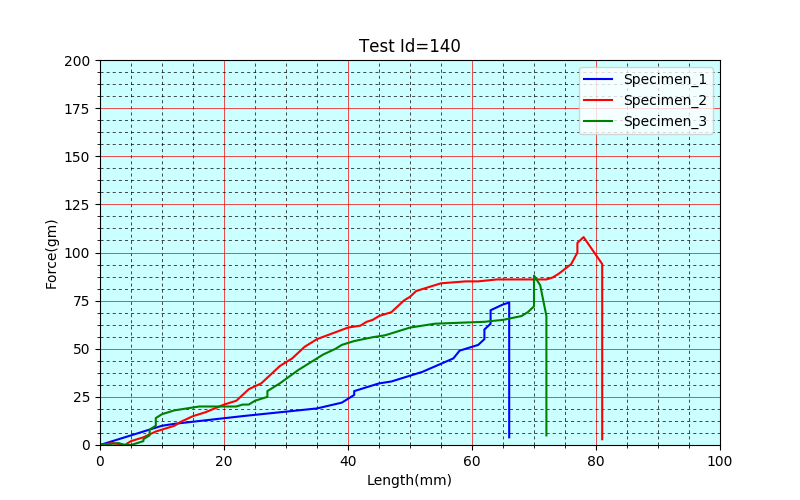 Test Id=140
Specimen_1
Specimen_2
Specimen_3
200
175
150
125
100
75
50
25
0
Force(gm)
0 20 40 60 80 100
Length(mm)